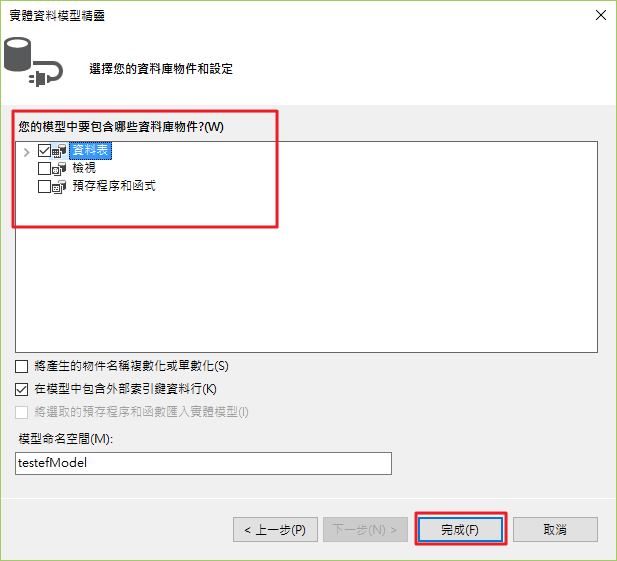 實體資料模型精靈
選擇您的資料庫物件和設定
您的模型中要包含哪些資料庫物件?(W)
資料表
檢視
預存程序和函式
將產生的物件名稱複數化或單數化(S)
在模型中包含外部索引鍵資料行(K)
將選取的預存程序和函數匯入實體模型(I)
模型命名空間(M):
testefModel
< 上一步(P) 下一步(N) > 完成(F) 取消